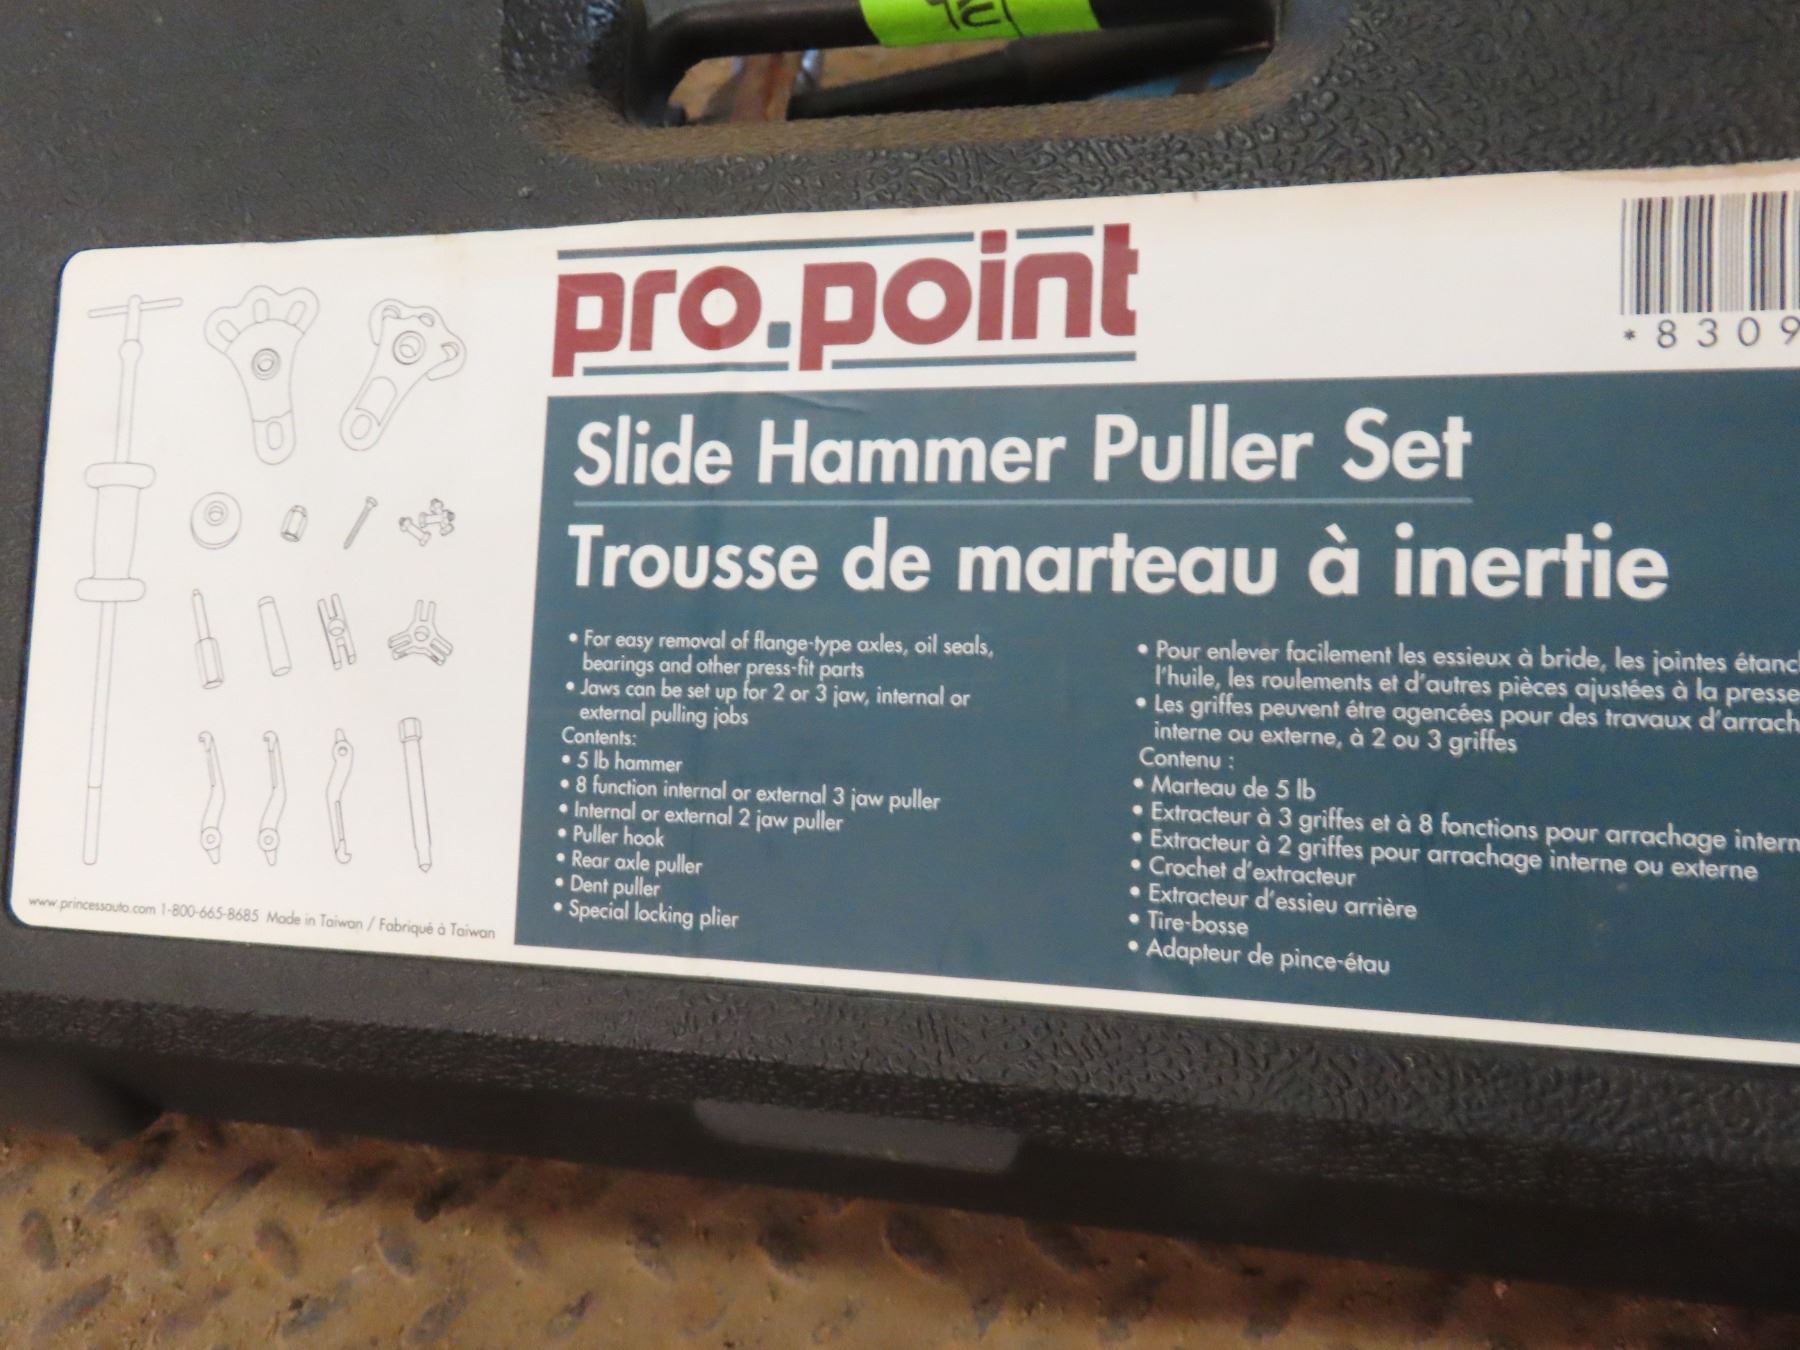 pro.point
*8309
Slide Hammer Puller Set
Trousse de marteau à inertie
• For easy removal of flange-type axles, oil seals,
bearings and other press-fit parts
• Jaws can be set up for 2 or 3 jaw, internal or
external pulling jobs
Contents:
• 5 lb hammer
• 8 function internal or external 3 jaw puller
• Internal or external 2 jaw puller
• Puller hook
• Rear axle puller
• Dent puller
• Special locking plier
• Pour enlever facilement les essieux à bride, les jointes étanc
l'huile, les roulements et d'autres pièces ajustées à la presse
• Les griffes peuvent être agencées pour des travaux d'arrach
interne ou externe, à 2 ou 3 griffes
Contenu :
• Marteau de 5 lb
• Extracteur à 3 griffes et à 8 fonctions pour arrachage intern
• Extracteur à 2 griffes pour arrachage interne ou externe
• Crochet d'extracteur
• Extracteur d'essieu arrière
• Tire-bosse
• Adapteur de pince-étau
www.princessauto.com 1-800-665-8685 Made in Taiwan / Fabriqué à Taiwan